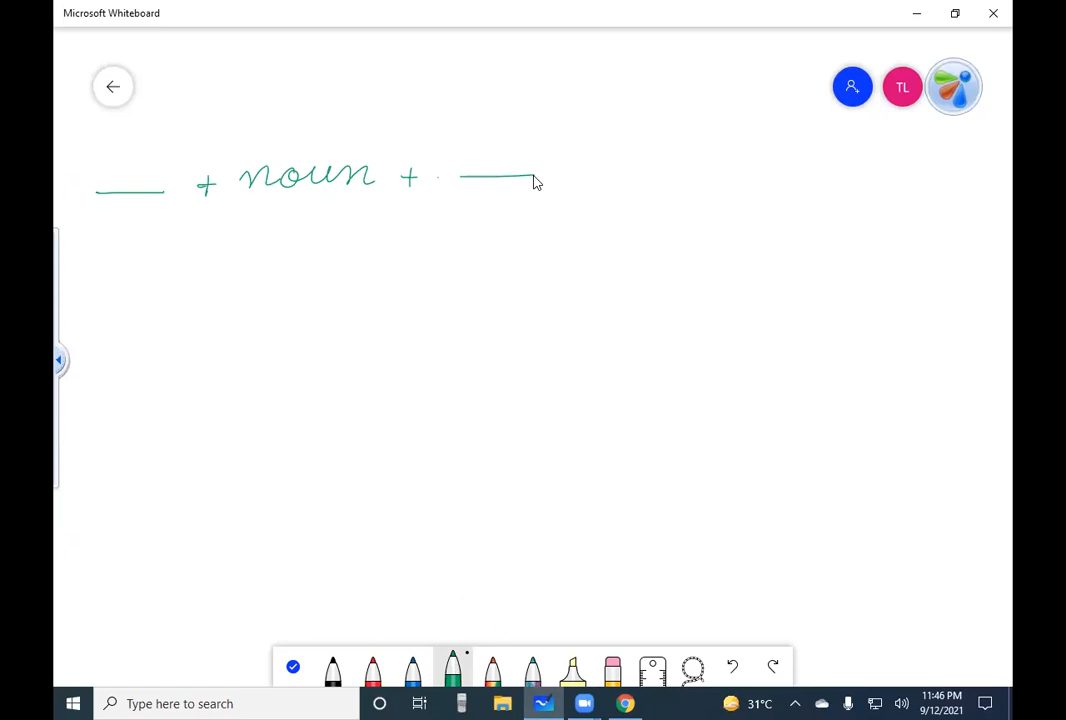 Microsoft Whiteboard
TL
___ + noun + ___
Type here to search
31°C
11:46 PM
9/12/2021